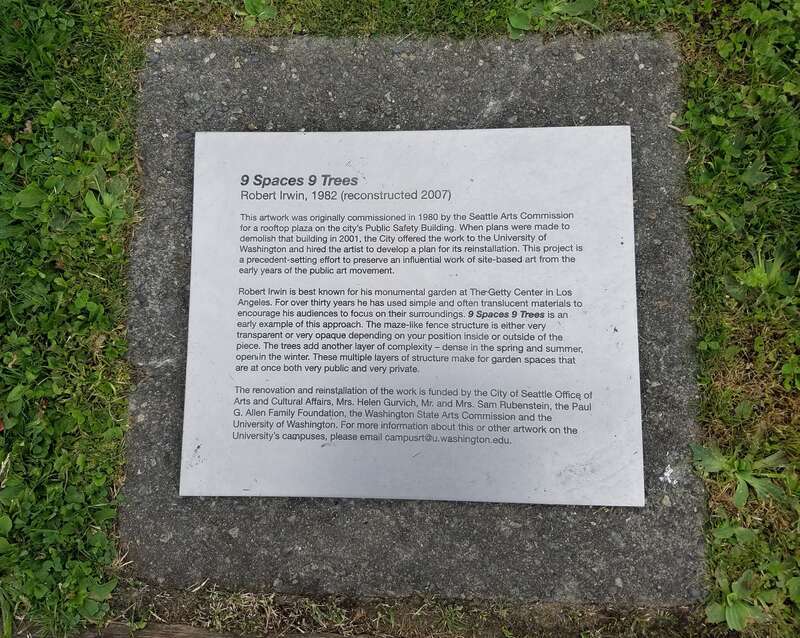 9 Spaces 9 Trees
Robert Irwin, 1982 (reconstructed 2007)
This artwork was originally commissioned in 1980 by the Seattle Arts Commission
for a rooftop plaza on the city's Public Safety Building. When plans were made to
demolish that building in 2001, the City offered the work to the University of
Washington and hired the artist to develop a plan for its reinstallation. This project is
a precedent-setting effort to preserve an influential work of site-based art from the
early years of the public art movement.
Robert Irwin is best known for his monumental garden at The Getty Center in Los
Angeles. For over thirty years he has used simple and often translucent materials to
encourage his audiences to focus on their surroundings. 9 Spaces 9 Trees is an
early example of this approach. The maze-like fence structure is either very
transparent or very opaque depending on your position inside or outside of the
piece. The trees add another layer of complexity – dense in the spring and summer,
open in the winter. These multiple layers of structure make for garden spaces that
are at once both very public and very private.
The renovation and reinstallation of the work is funded by the City of Seattle Office of
Arts and Cultural Affairs, Mrs. Helen Gurvich, Mr. and Mrs. Sam Rubenstein, the Paul
G. Allen Family Foundation, the Washington State Arts Commission and the
University of Washington. For more information about this or other artwork on the
University's campuses, please email campusrt@u.washington.edu.